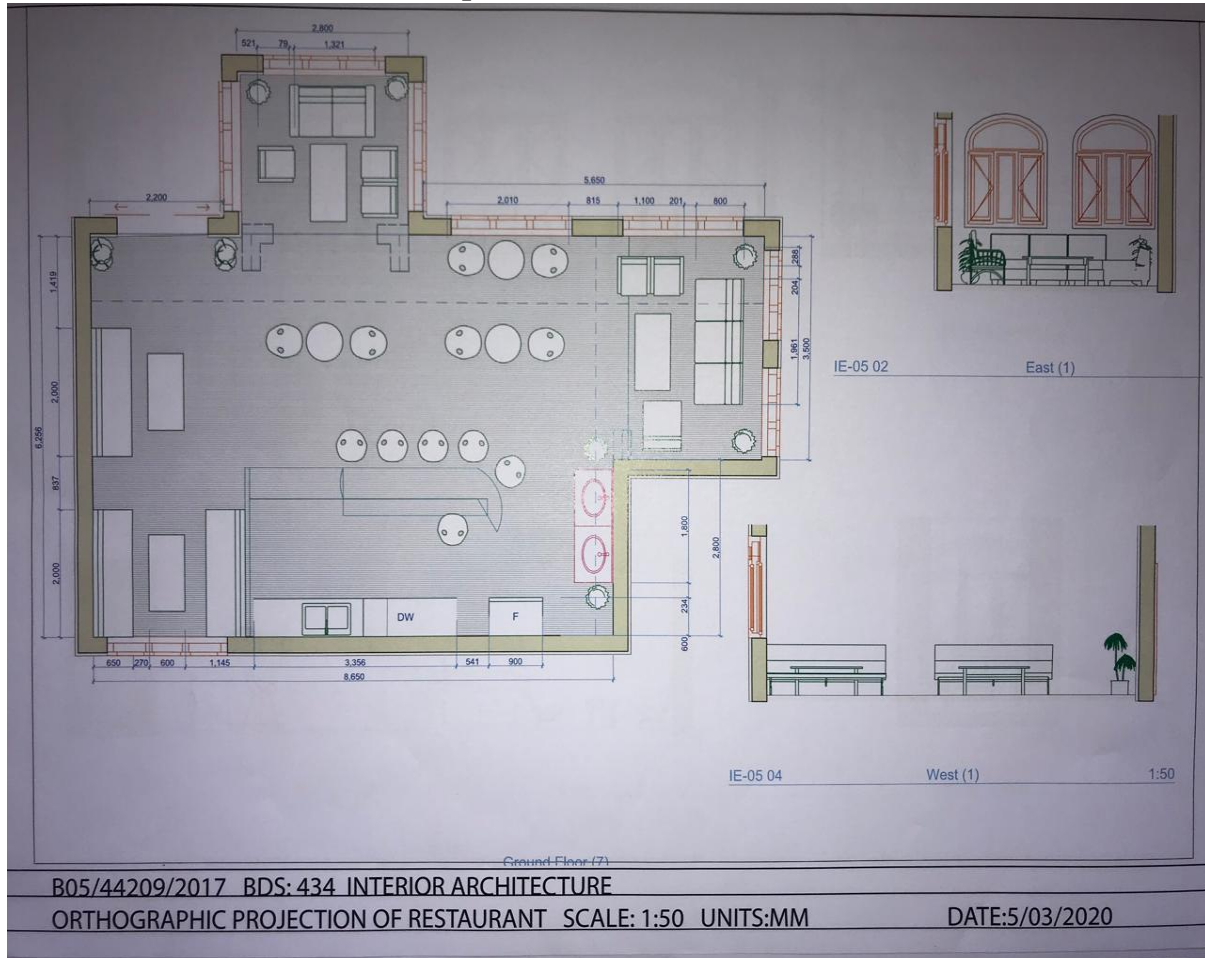 2,800
521 79 1,321
5,650
2,200
2,010 815 1,100 201 800
288
204
1,961
3,500
1,419
2,000
6,256
837
2,000
1,800
2,800
234
600
DW
F
650 270 600 1,145 3,356 541 900
8,650
IE-05 02 East (1)
IE-05 04 West (1) 1:50
Ground Floor (7)
B05/44209/2017 BDS: 434 INTERIOR ARCHITECTURE
ORTHOGRAPHIC PROJECTION OF RESTAURANT SCALE: 1:50 UNITS:MM DATE:5/03/2020